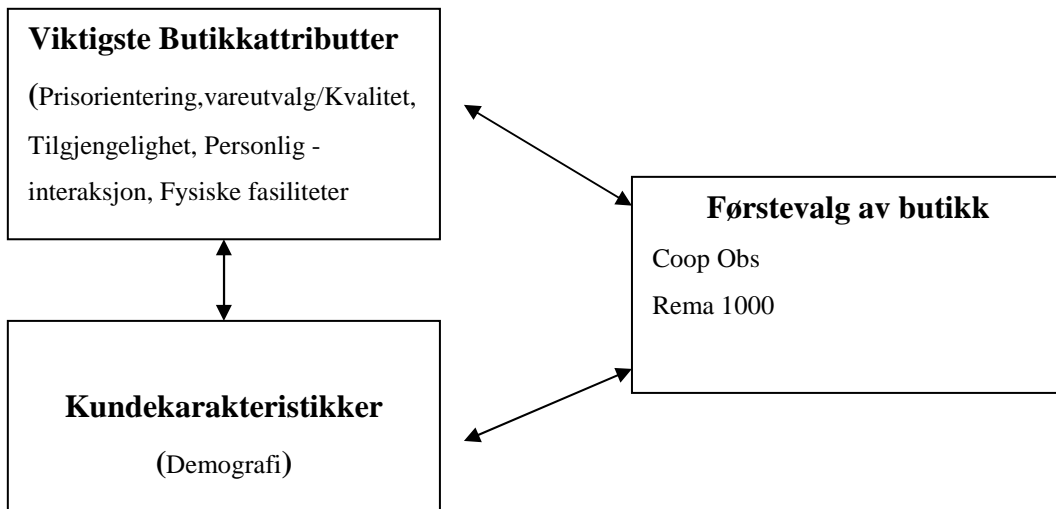 Viktigste Butikkattributter
(Prisorientering,vareutvalg/Kvalitet,
Tilgjengelighet, Personlig -
interaksjon, Fysiske fasiliteter
Førstevalg av butikk
Coop Obs
Rema 1000
Kundekarakteristikker
(Demografi)